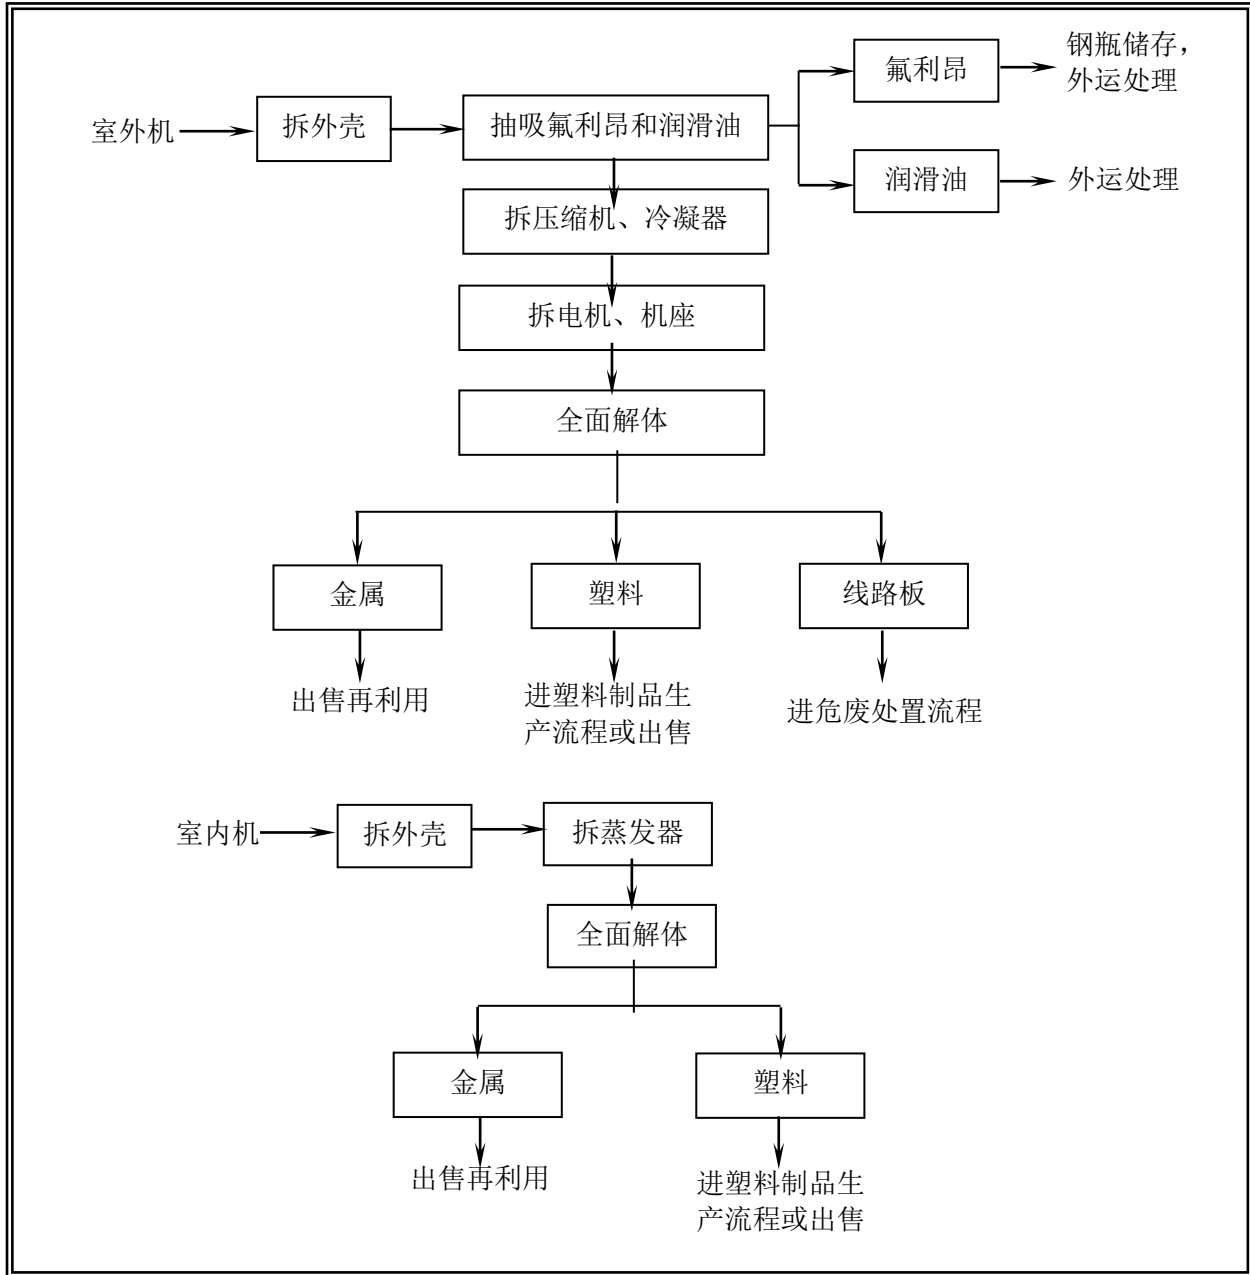 钢瓶储存，
外运处理
氟利昂
室外机
拆外壳
抽吸氟利昂和润滑油
润滑油
外运处理
拆压缩机、冷凝器
拆电机、机座
全面解体
金属
塑料
线路板
出售再利用
进塑料制品生
产流程或出售
进危废处置流程
室内机
拆外壳
拆蒸发器
全面解体
金属
塑料
出售再利用
进塑料制品生
产流程或出售